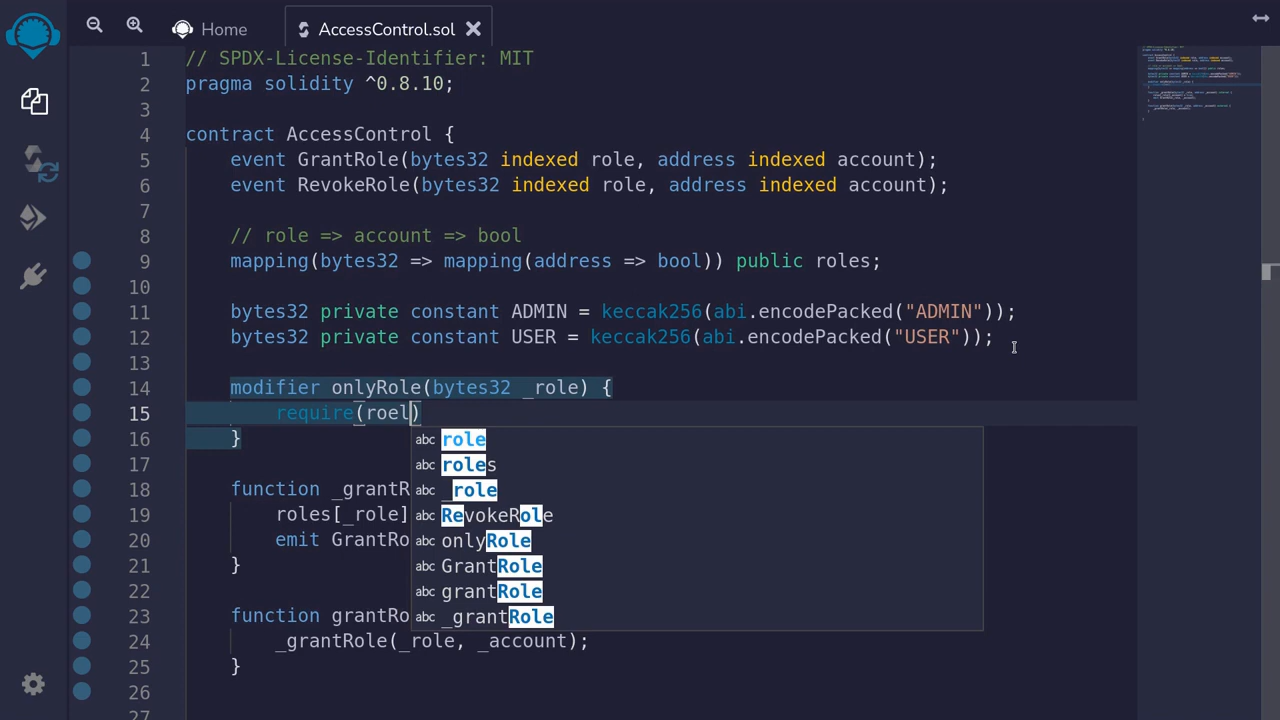 Home
AccessControl.sol
1 // SPDX-License-Identifier: MIT
2 pragma solidity ^0.8.10;
3
4 contract AccessControl {
5 event GrantRole(bytes32 indexed role, address indexed account);
6 event RevokeRole(bytes32 indexed role, address indexed account);
7
8 // role => account => bool
9 mapping(bytes32 => mapping(address => bool)) public roles;
10
11 bytes32 private constant ADMIN = keccak256(abi.encodePacked("ADMIN"));
12 bytes32 private constant USER = keccak256(abi.encodePacked("USER"));
13
14 modifier onlyRole(bytes32 _role) {
15 require(roel)
16 }
abc role
17
abc roles
18 function _grantR
abc _role
19 roles[_role]
abc RevokeRole
20 emit GrantRo
abc onlyRole
21 }
abc GrantRole
22
abc grantRole
23 function grantRo
abc _grantRole
24 _grantRole(_role, _account);
25 }
26
27